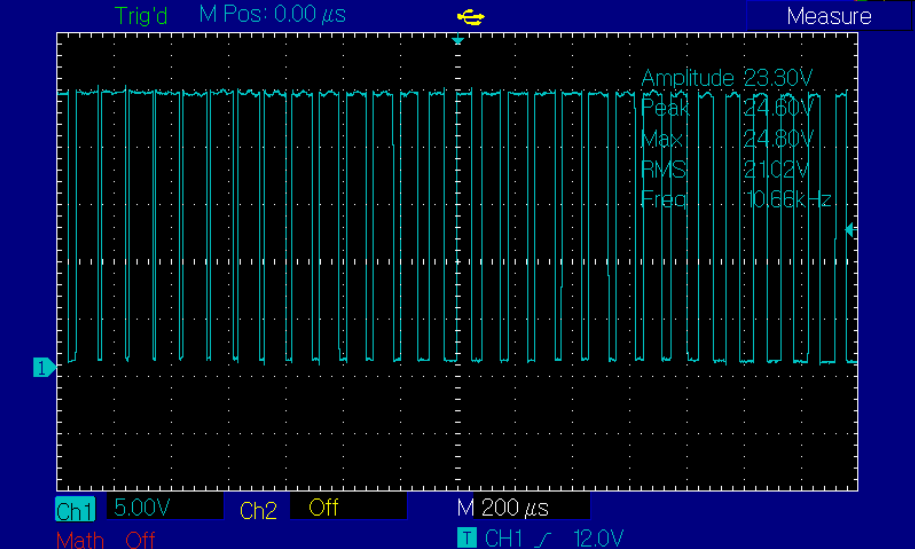 Trig'd M Pos: 0.00 μs Measure
Amplitude 23.30V
Peak 24.60V
Max 24.80V
RMS 21.02V
Freq 10.66kHz
1
Ch1 5.00V Ch2 Off M 200 μs
Math Off T CH1 12.0V